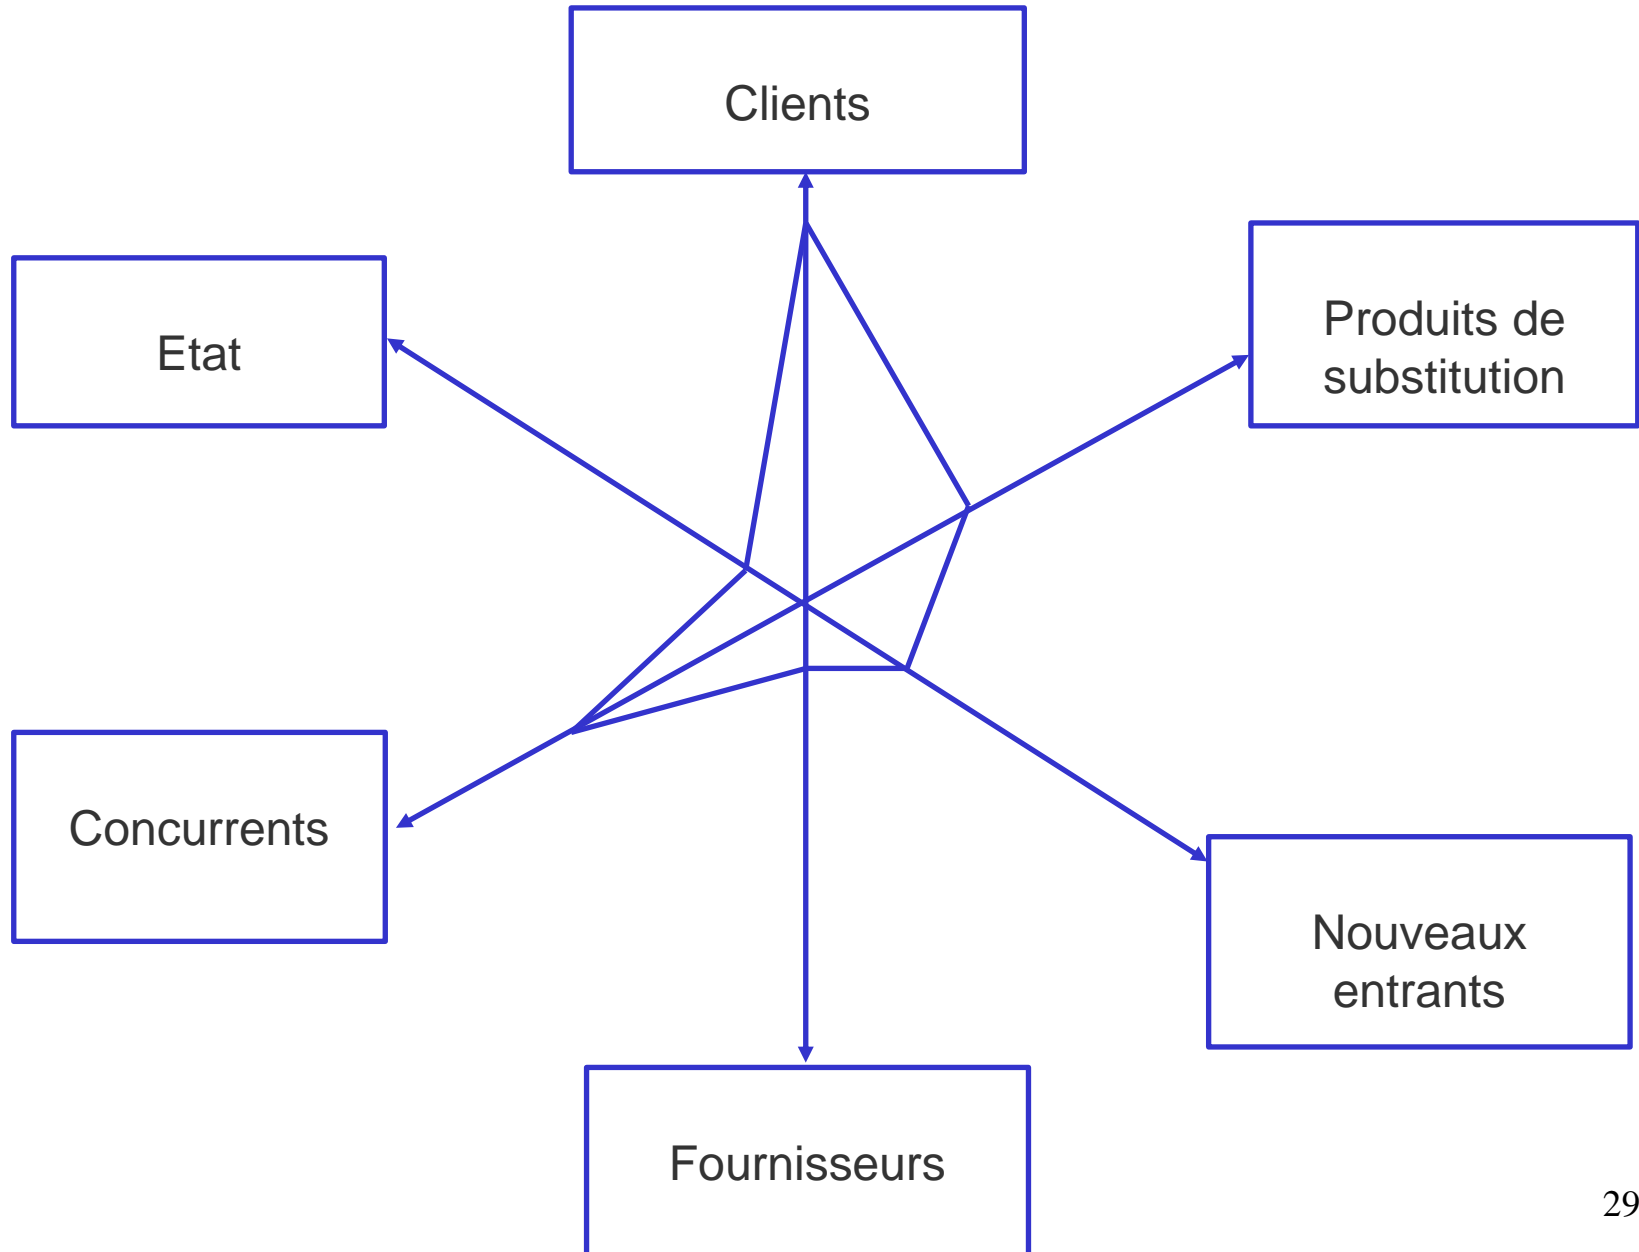 Clients
Etat
Produits de
substitution
Concurrents
Nouveaux
entrants
Fournisseurs
29